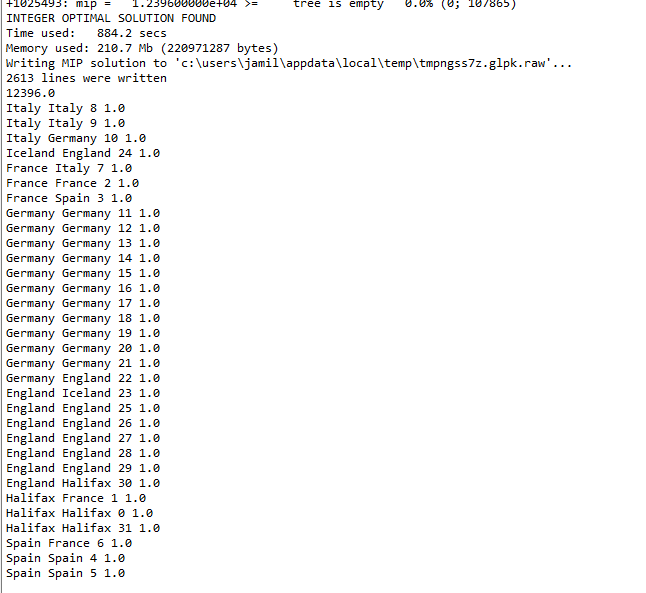 +1025493: mip =   1.239600000e+04 >=     tree is empty   0.0% (0; 107865)
INTEGER OPTIMAL SOLUTION FOUND
Time used:   884.2 secs
Memory used: 210.7 Mb (220971287 bytes)
Writing MIP solution to 'c:\users\jamil\appdata\local\temp\tmpngss7z.glpk.raw'...
2613 lines were written
12396.0
Italy Italy 8 1.0
Italy Italy 9 1.0
Italy Germany 10 1.0
Iceland England 24 1.0
France Italy 7 1.0
France France 2 1.0
France Spain 3 1.0
Germany Germany 11 1.0
Germany Germany 12 1.0
Germany Germany 13 1.0
Germany Germany 14 1.0
Germany Germany 15 1.0
Germany Germany 16 1.0
Germany Germany 17 1.0
Germany Germany 18 1.0
Germany Germany 19 1.0
Germany Germany 20 1.0
Germany Germany 21 1.0
Germany England 22 1.0
England Iceland 23 1.0
England England 25 1.0
England England 26 1.0
England England 27 1.0
England England 28 1.0
England England 29 1.0
England Halifax 30 1.0
Halifax France 1 1.0
Halifax Halifax 0 1.0
Halifax Halifax 31 1.0
Spain France 6 1.0
Spain Spain 4 1.0
Spain Spain 5 1.0